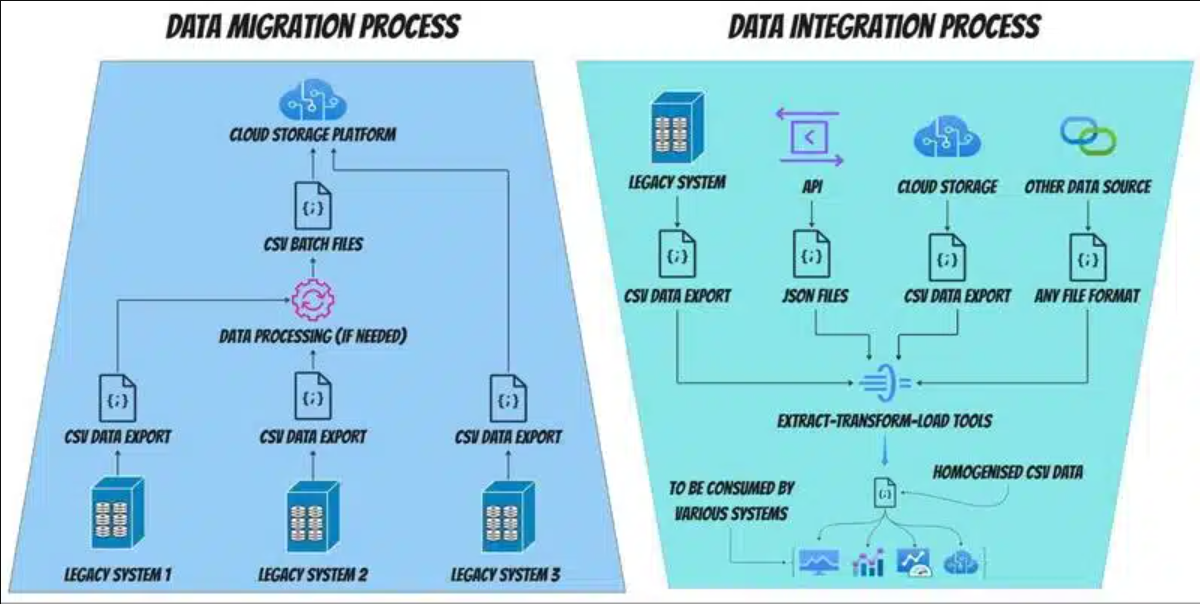 DATA MIGRATION PROCESS
CLOUD STORAGE PLATFORM
{;}
CSV BATCH FILES
DATA PROCESSING (IF NEEDED)
{;}
{;}
{;}
CSV DATA EXPORT
CSV DATA EXPORT
CSV DATA EXPORT
LEGACY SYSTEM 1
LEGACY SYSTEM 2
LEGACY SYSTEM 3
DATA INTEGRATION PROCESS
LEGACY SYSTEM
API
CLOUD STORAGE
OTHER DATA SOURCE
{;}
{;}
{;}
{;}
CSV DATA EXPORT
JSON FILES
CSV DATA EXPORT
ANY FILE FORMAT
EXTRACT-TRANSFORM-LOAD TOOLS
HOMOGENISED CSV DATA
{;}
TO BE CONSUMED BY
VARIOUS SYSTEMS